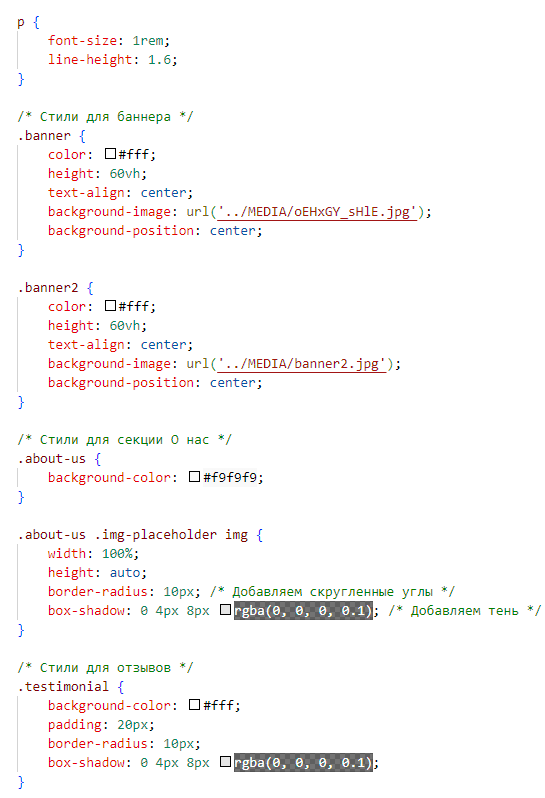 p {
font-size: 1rem;
line-height: 1.6;
}
/* Стили для баннера */
.banner {
color: #fff;
height: 60vh;
text-align: center;
background-image: url('../MEDIA/oEHxGY_sHlE.jpg');
background-position: center;
}
.banner2 {
color: #fff;
height: 60vh;
text-align: center;
background-image: url('../MEDIA/banner2.jpg');
background-position: center;
}
/* Стили для секции О нас */
.about-us {
background-color: #f9f9f9;
}
.about-us .img-placeholder img {
width: 100%;
height: auto;
border-radius: 10px; /* Добавляем скругленные углы */
box-shadow: 0 4px 8px rgba(0, 0, 0, 0.1); /* Добавляем тень */
}
/* Стили для отзывов */
.testimonial {
background-color: #fff;
padding: 20px;
border-radius: 10px;
box-shadow: 0 4px 8px rgba(0, 0, 0, 0.1);
}